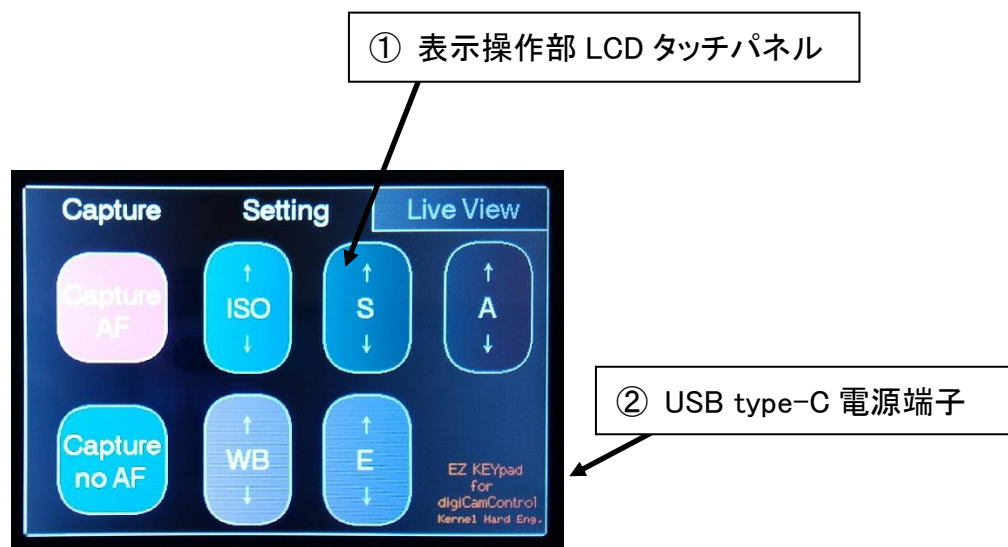 ① 表示操作部 LCD タッチパネル
Capture Setting Live View
Capture
AF
↑
ISO
↓
↑
S
↓
↑
A
↓
② USB type-C 電源端子
Capture
no AF
↑
WB
↓
↑
E
↓
EZ KEYpad
for
digiCamControl
Kernel Hard Eng.